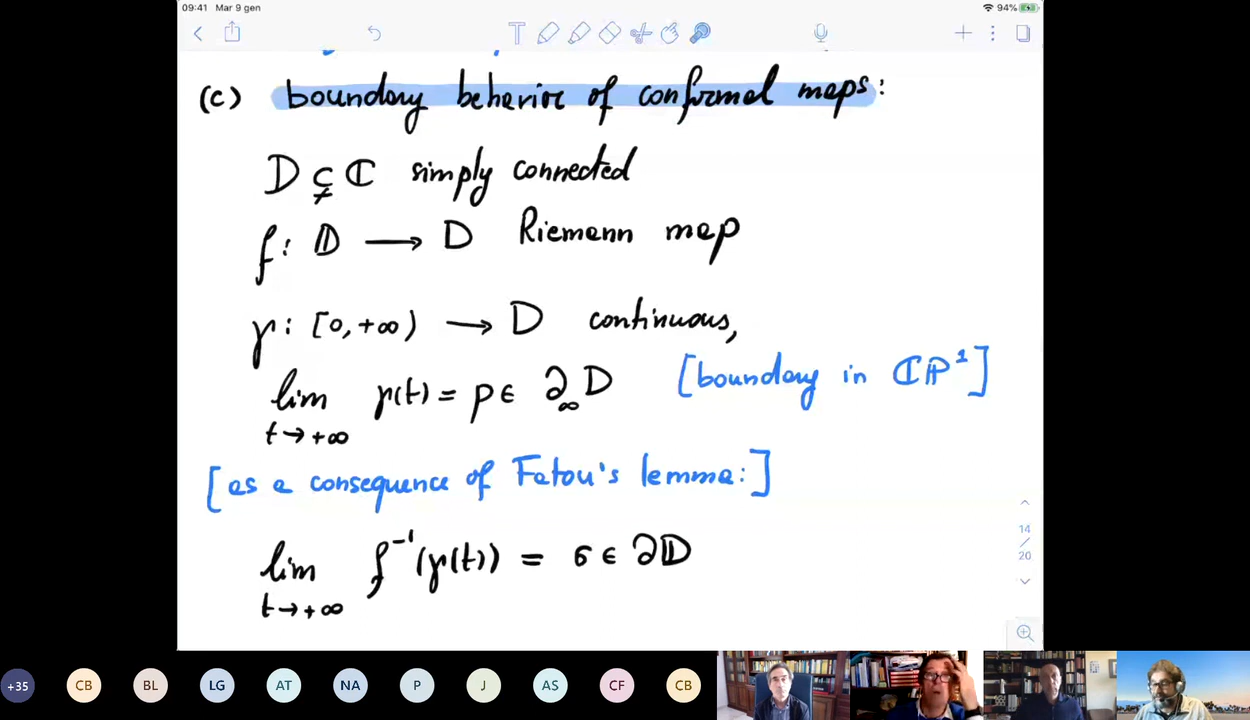 09:41 Mar 9 gen 94%
(c) boundary behavior of conformal maps:
D ⊊ ℂ simply connected
f: 𝔻 → D Riemann map
γ: [0,+∞) → D continuous,
lim γ(t) = p ∈ ∂∞D [boundary in ℂℙ¹]
t→+∞
[as a consequence of Fatou's lemma:]
lim f⁻¹(γ(t)) = σ ∈ ∂𝔻
t→+∞
14
/
20
+35 CB BL LG AT NA P J AS CF CB